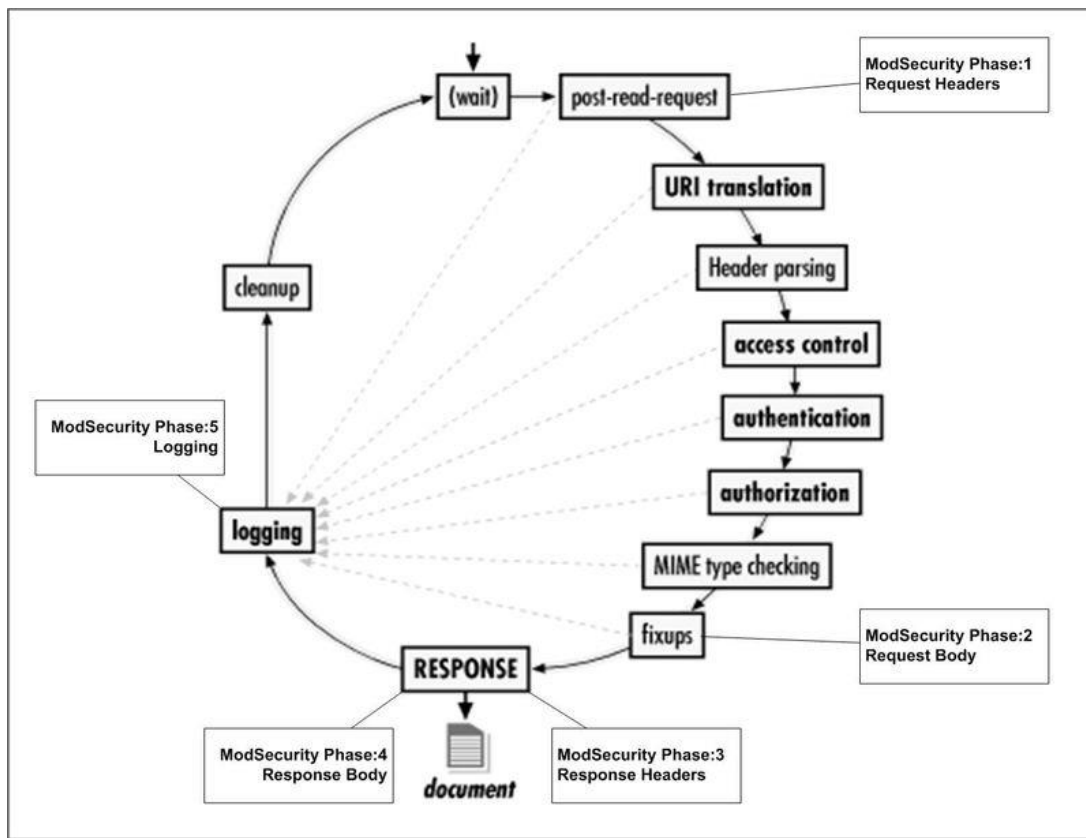 ModSecurity Phase:1
Request Headers
(wait)
post-read-request
URI translation
Header parsing
cleanup
access control
ModSecurity Phase:5
Logging
authentication
authorization
logging
MIME type checking
fixups
ModSecurity Phase:2
Request Body
RESPONSE
ModSecurity Phase:4
Response Body
ModSecurity Phase:3
Response Headers
document